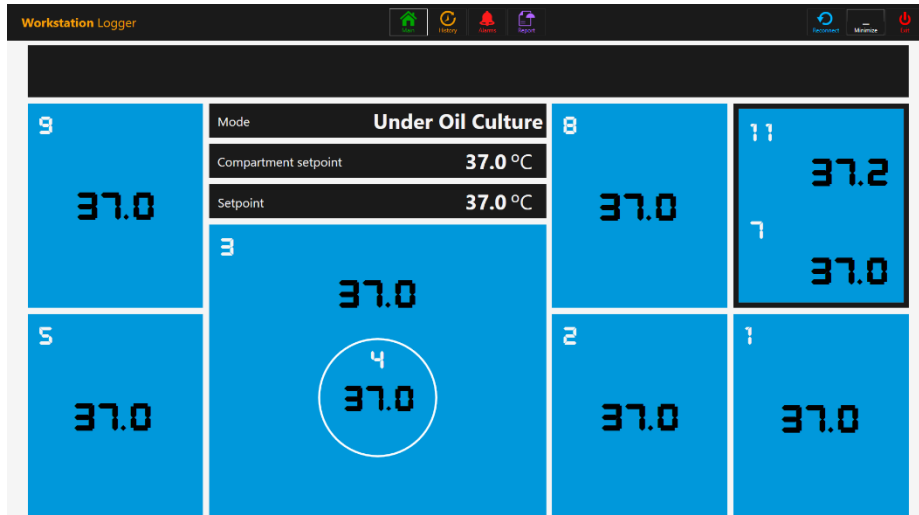 Workstation Logger
Main
History
Alarms
Report
Reconnect
Minimize
Exit
9
37.0
Mode
Under Oil Culture
Compartment setpoint
37.0 °C
Setpoint
37.0 °C
8
37.0
11
37.2
7
37.0
3
37.0
4
37.0
5
37.0
2
37.0
1
37.0